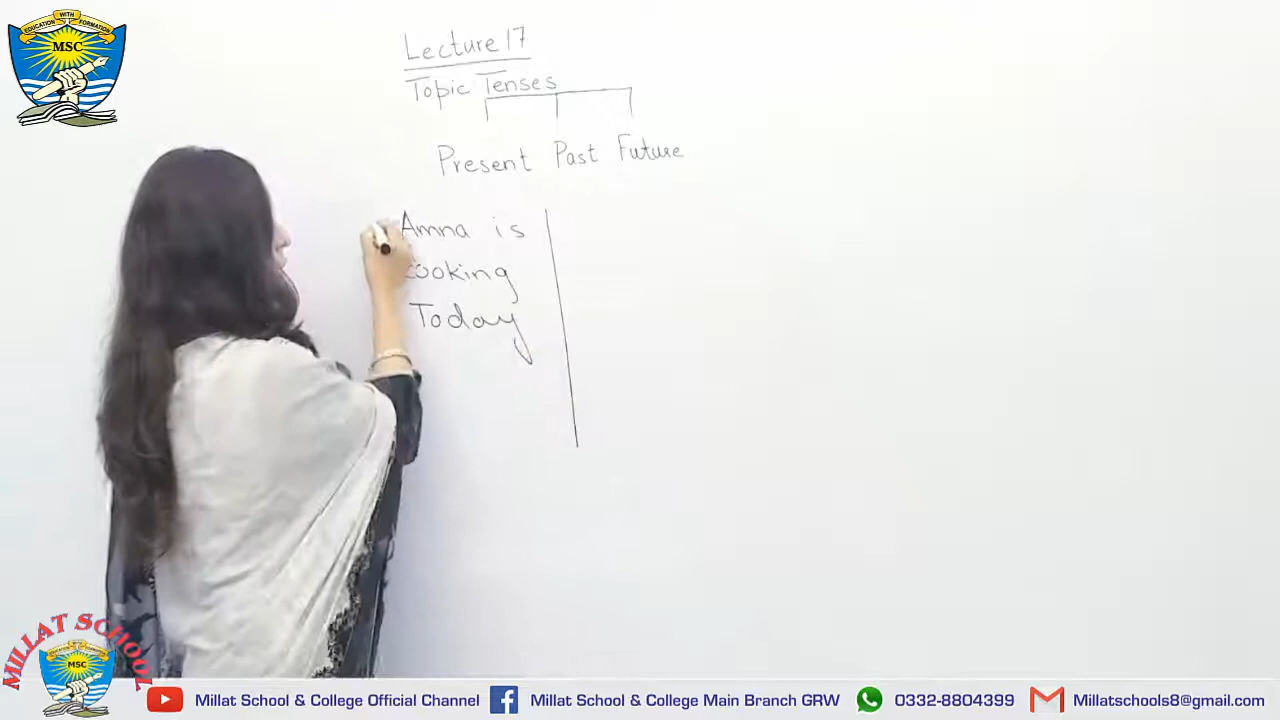 EDUCATION WITH FORMATION
MSC
Lecture 17
Topic Tenses
Present Past Future
Amna is
cooking
Today
MILLAT SCHOOL
MSC
Millat School & College Official Channel
Millat School & College Main Branch GRW
0332-8804399
Millatschools8@gmail.com